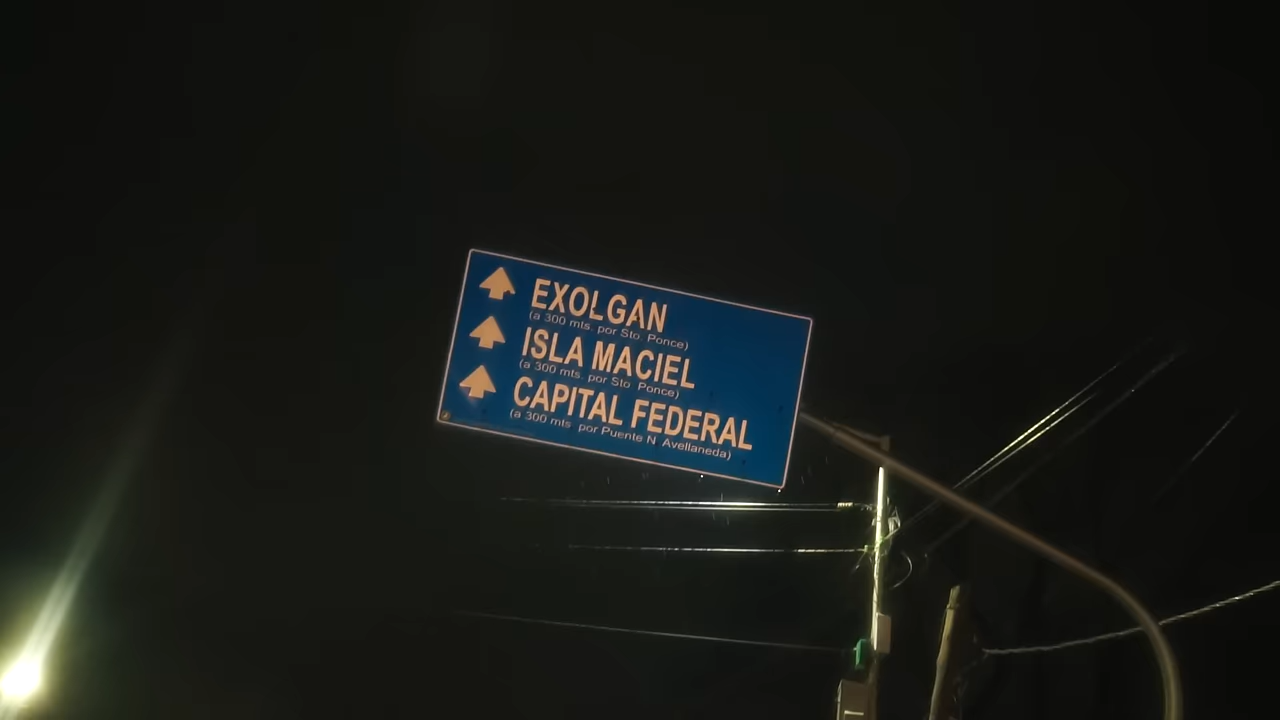 EXOLGAN
(a 300 mts. por Sto. Ponce)
ISLA MACIEL
(a 300 mts. por Sto Ponce)
CAPITAL FEDERAL
(a 300 mts por Puente N Avellaneda)